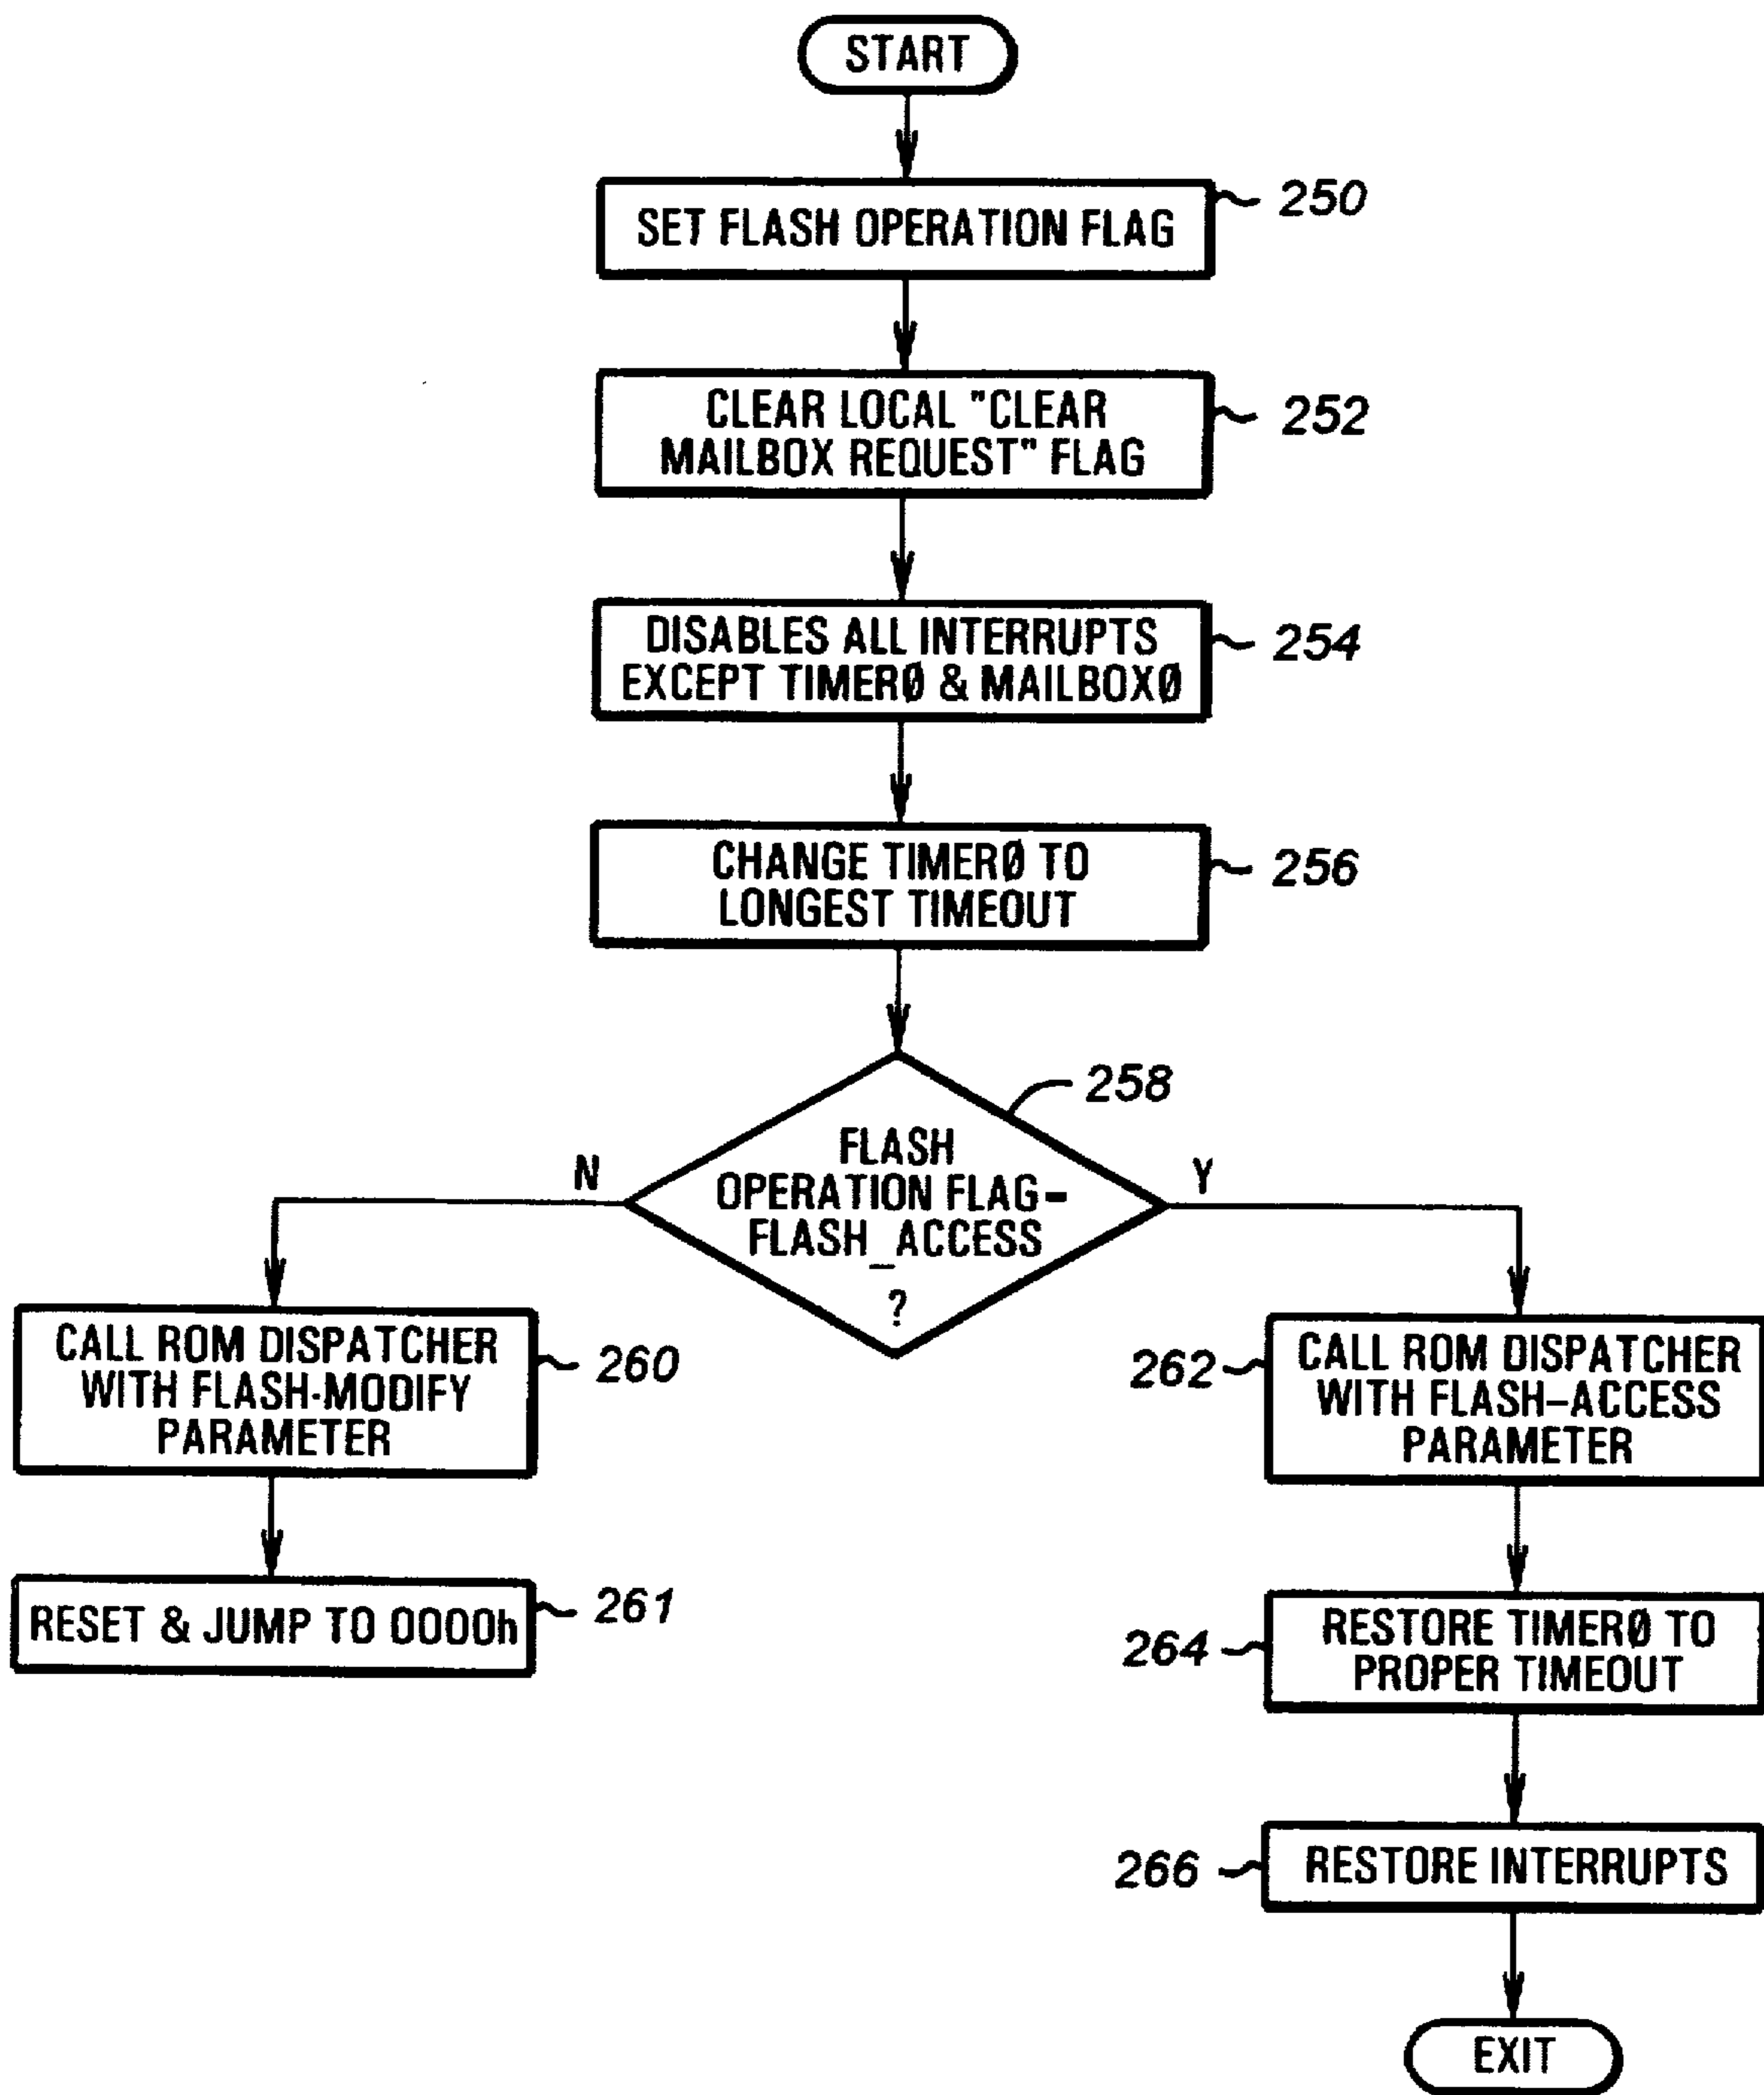 START
SET FLASH OPERATION FLAG
250
CLEAR LOCAL "CLEAR
MAILBOX REQUEST" FLAG
252
DISABLES ALL INTERRUPTS
EXCEPT TIMERØ & MAILBOXØ
254
CHANGE TIMERØ TO
LONGEST TIMEOUT
256
258
FLASH
OPERATION FLAG=
FLASH_ACCESS
?
N
Y
CALL ROM DISPATCHER
WITH FLASH-MODIFY
PARAMETER
260
RESET & JUMP TO 0000h
261
262
CALL ROM DISPATCHER
WITH FLASH-ACCESS
PARAMETER
264
RESTORE TIMERØ TO
PROPER TIMEOUT
266
RESTORE INTERRUPTS
EXIT